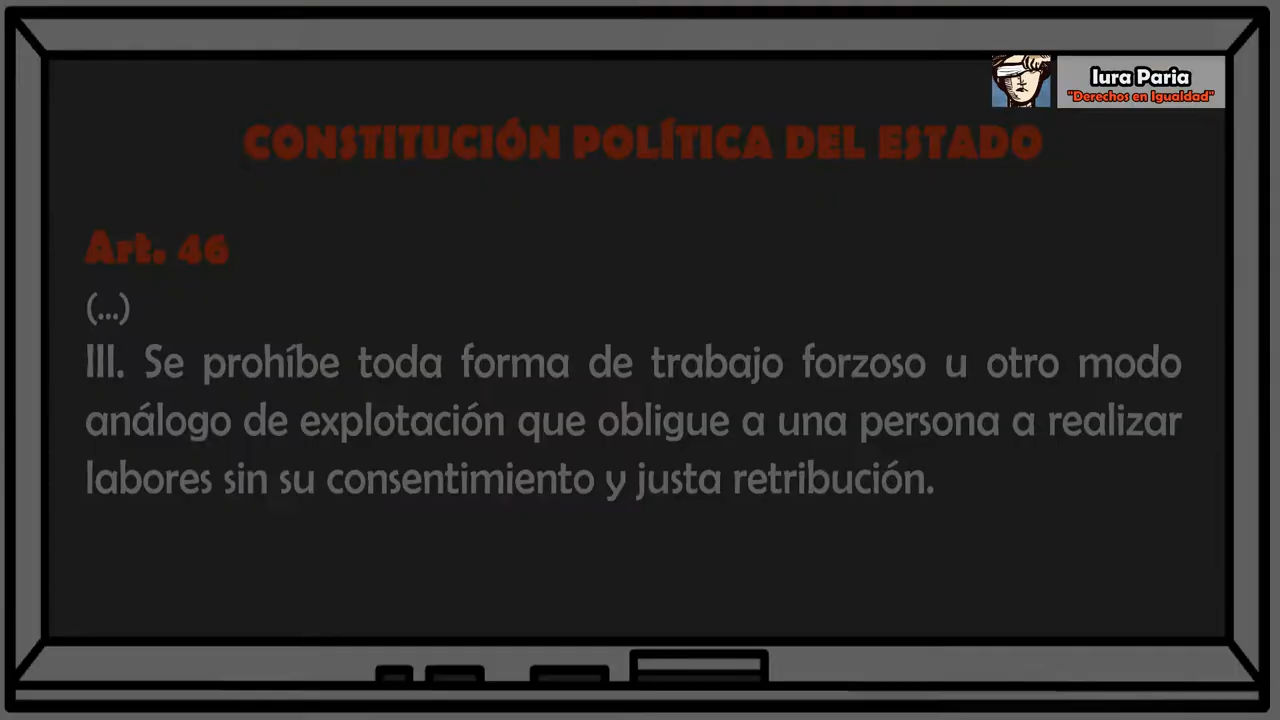 Iura Paria
"Derechos en Igualdad"
CONSTITUCIÓN POLÍTICA DEL ESTADO
Art. 46
(...)
III. Se prohíbe toda forma de trabajo forzoso u otro modo
análogo de explotación que obligue a una persona a realizar
labores sin su consentimiento y justa retribución.